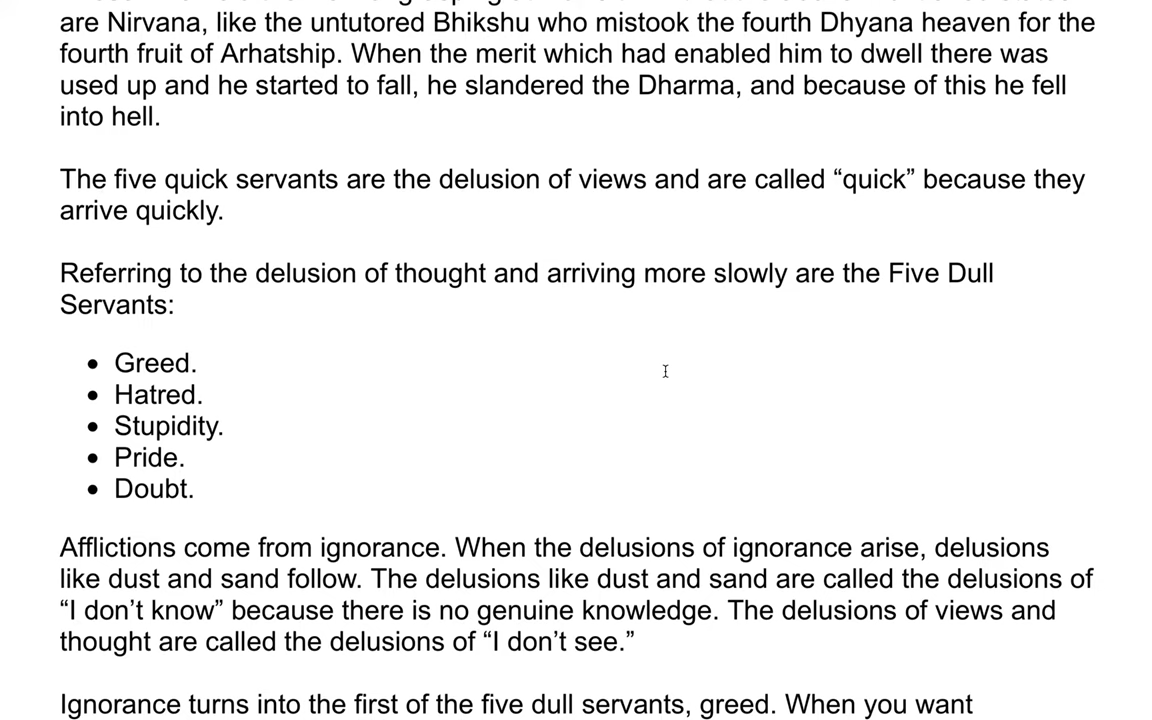 are Nirvana, like the untutored Bhikshu who mistook the fourth Dhyana heaven for the
fourth fruit of Arhatship. When the merit which had enabled him to dwell there was
used up and he started to fall, he slandered the Dharma, and because of this he fell
into hell.
The five quick servants are the delusion of views and are called “quick” because they
arrive quickly.
Referring to the delusion of thought and arriving more slowly are the Five Dull
Servants:
• Greed.
• Hatred.
• Stupidity.
• Pride.
• Doubt.
Afflictions come from ignorance. When the delusions of ignorance arise, delusions
like dust and sand follow. The delusions like dust and sand are called the delusions of
“I don’t know” because there is no genuine knowledge. The delusions of views and
thought are called the delusions of “I don’t see.”
Ignorance turns into the first of the five dull servants, greed. When you want